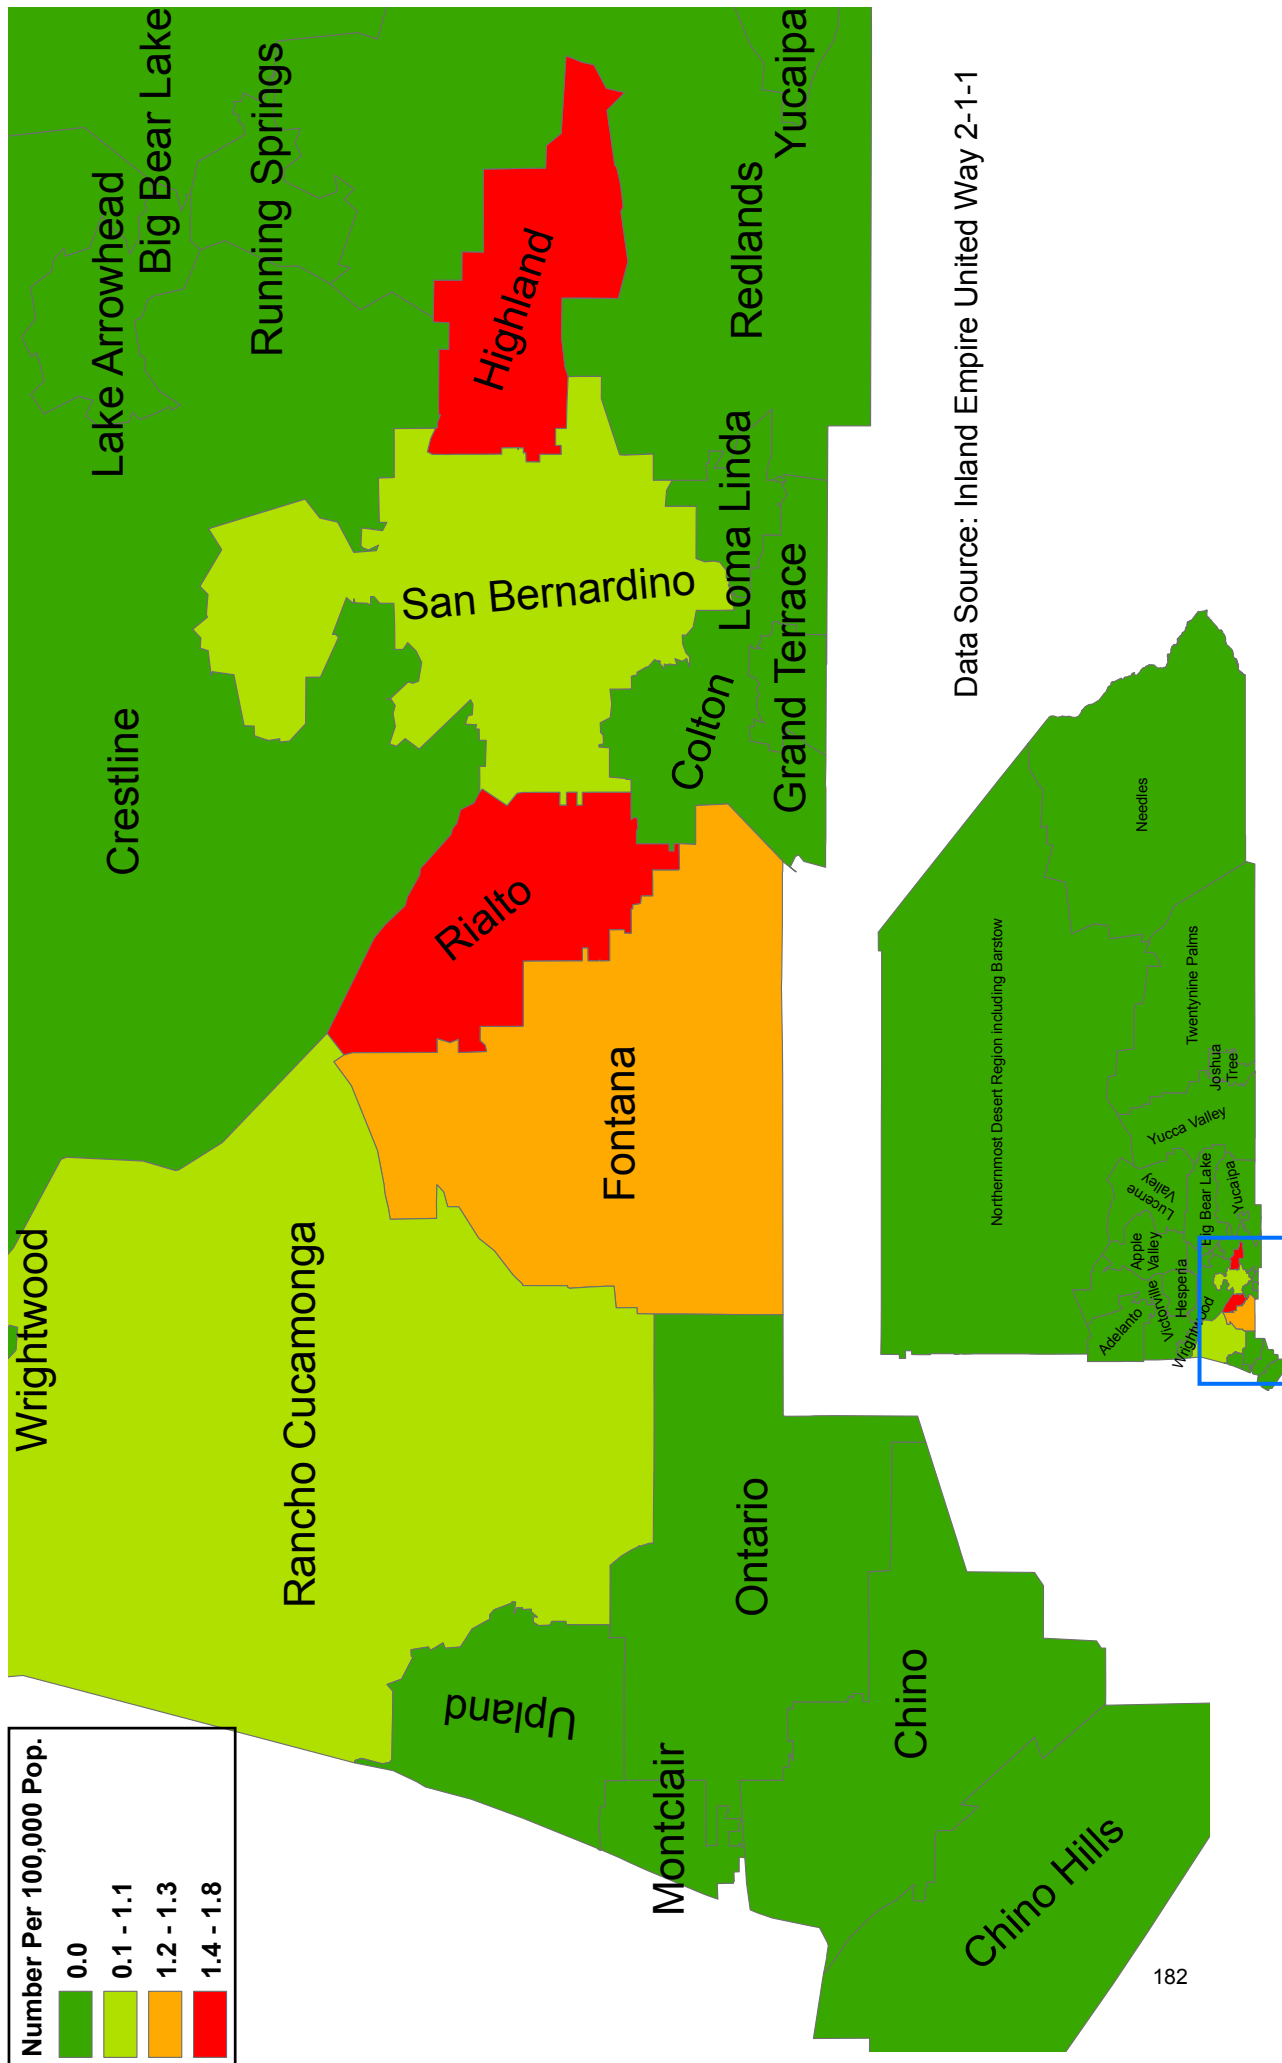 Number Per 100,000 Pop.
0.0
0.1 - 1.1
1.2 - 1.3
1.4 - 1.8
Wrightwood
Crestline
Lake Arrowhead
Big Bear Lake
Running Springs
Rancho Cucamonga
Rialto
San Bernardino
Highland
Upland
Fontana
Montclair
Ontario
Colton
Loma Linda
Redlands
Grand Terrace
Yucaipa
Chino
Chino Hills
Data Source: Inland Empire United Way 2-1-1
Northernmost Desert Region including Barstow
Needles
Adelanto
Victorville
Apple
Valley
Lucerne
Valley
Hesperia
Wrightwood
Big Bear Lake
Yucaipa
Yucca Valley
Joshua
Tree
Twentynine Palms
182